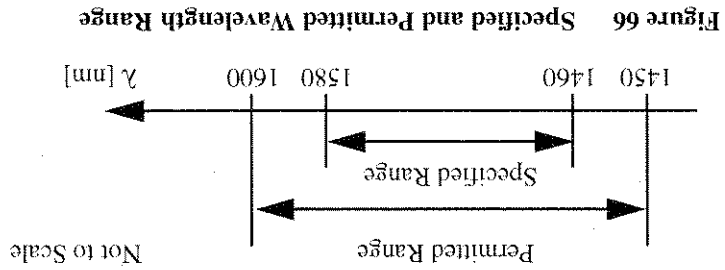 Not to Scale
Permitted Range
Specified Range
1450 1460 1580 1600 λ [nm]
Figure 66 Specified and Permitted Wavelength Range